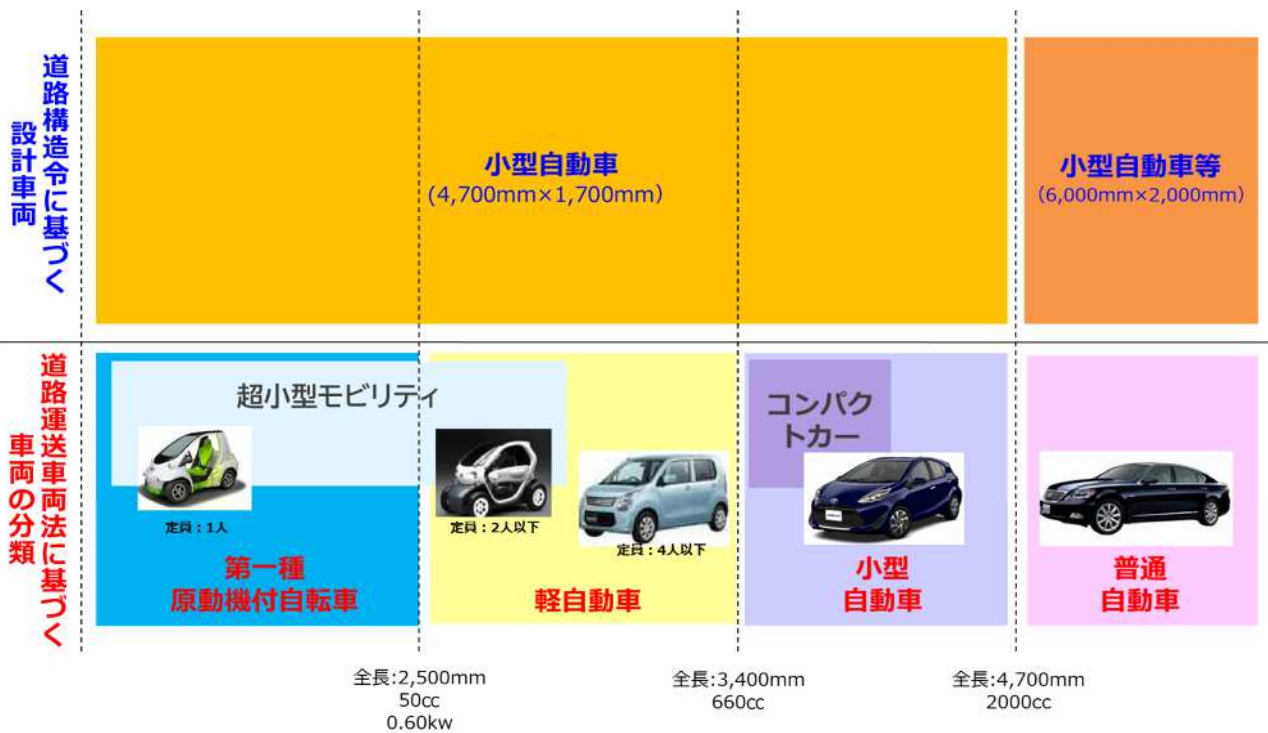 道路構造令に基づく
設計車両
小型自動車
(4,700mm×1,700mm)
小型自動車等
(6,000mm×2,000mm)
道路運送車両法に基づく
車両の分類
超小型モビリティ
定員：1人
第一種
原動機付自転車
定員：2人以下
定員：4人以下
軽自動車
コンパク
トカー
小型
自動車
普通
自動車
全長:2,500mm
50cc
0.60kw
全長:3,400mm
660cc
全長:4,700mm
2000cc